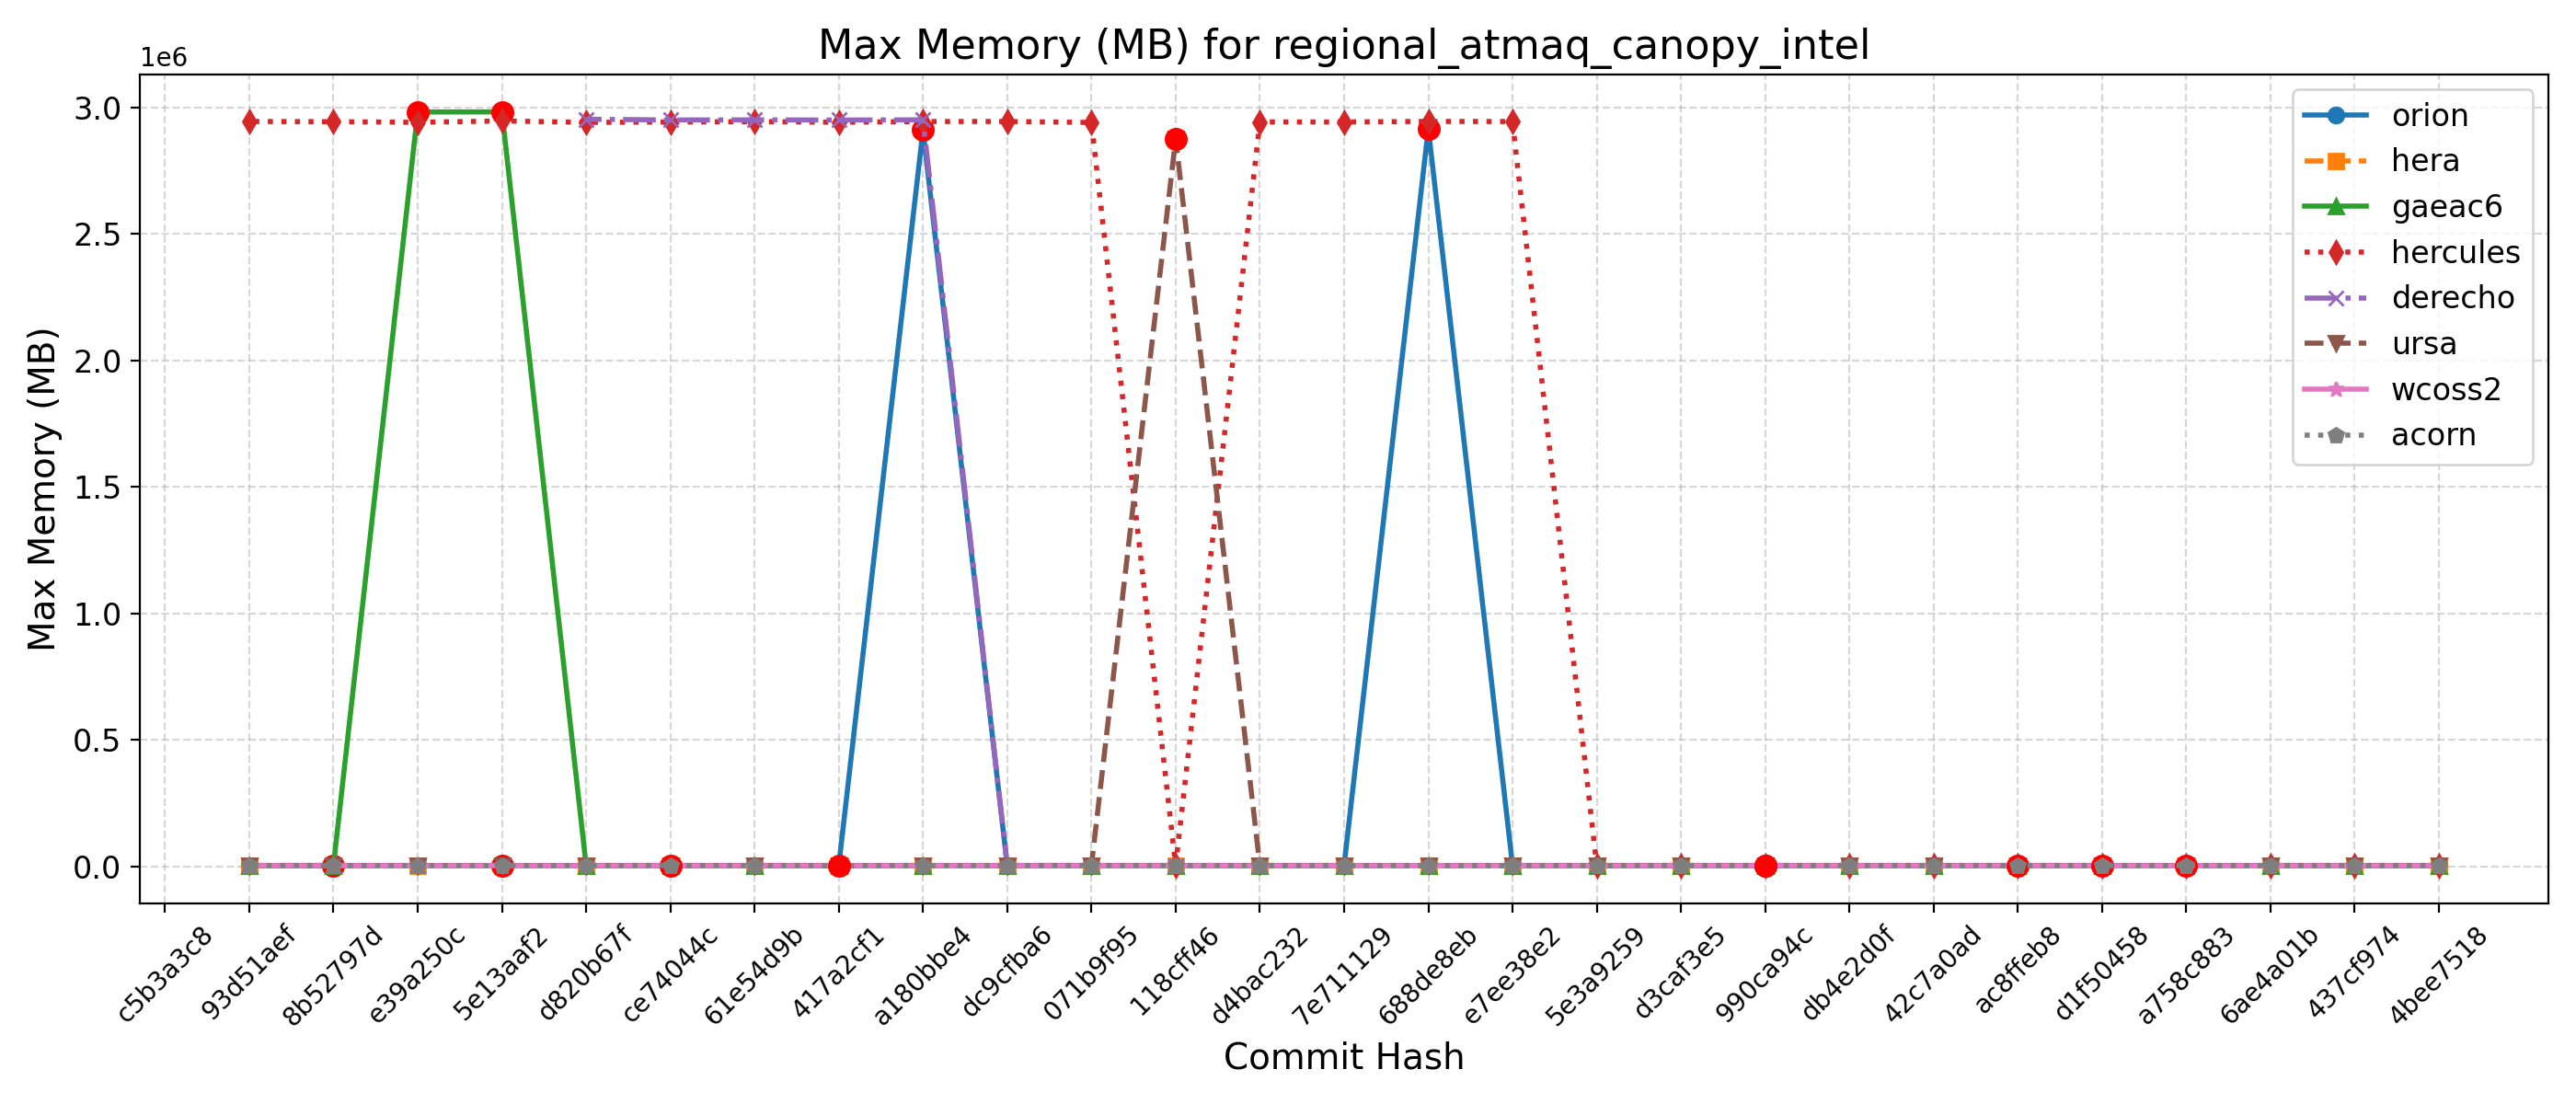 Max Memory (MB) for regional_atmaq_canopy_intel
1e6
3.0
2.5
2.0
1.5
1.0
0.5
0.0
Max Memory (MB)
orion
hera
gaeac6
hercules
derecho
ursa
wcoss2
acorn
c5b3a3c8
93d51aef
8b52797d
e39a250c
5e13aaf2
d820b67f
ce74044c
61e54d9b
417a2cf1
a180bbe4
dc9cfba6
071b9f95
118cff46
d4bac232
7e711129
688de8eb
e7ee38e2
5e3a9259
d3caf3e5
990ca94c
db4e2d0f
42c7a0ad
ac8ffeb8
d1f50458
a758c883
6ae4a01b
437cf974
4bee7518
Commit Hash